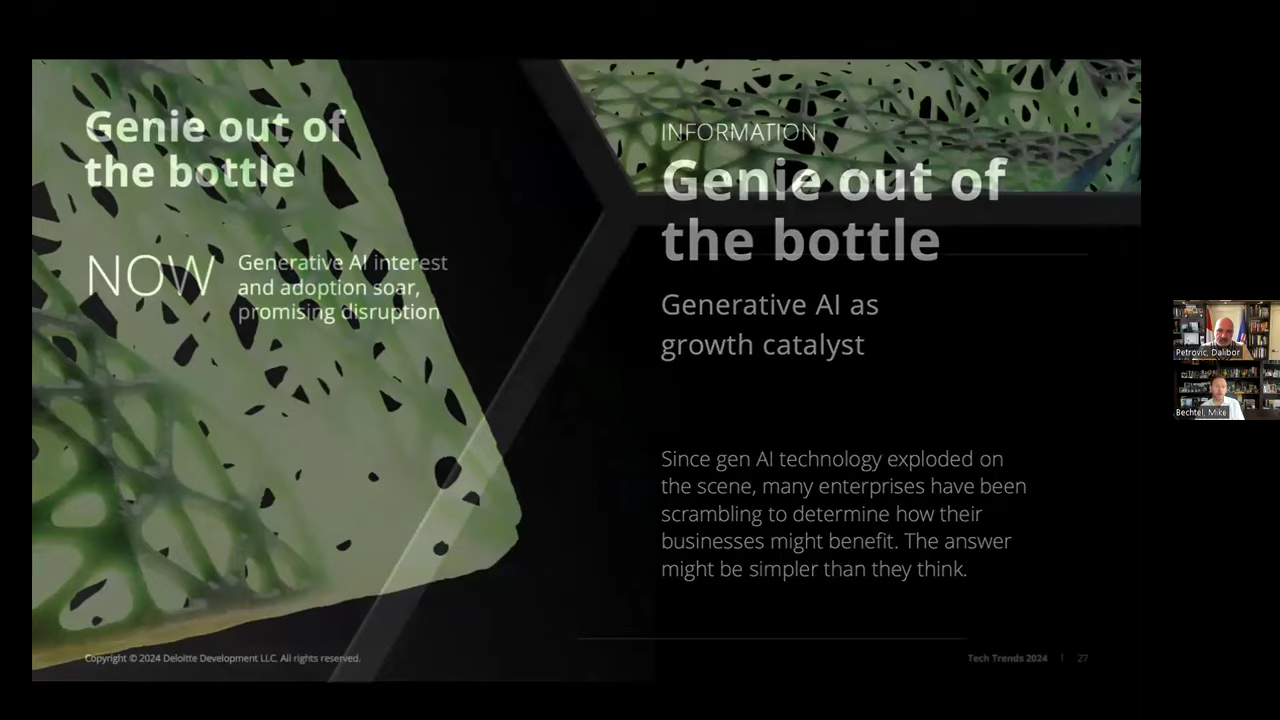 Genie out of
the bottle
NOW
Generative AI interest
and adoption soar,
promising disruption
Copyright © 2024 Deloitte Development LLC. All rights reserved.
INFORMATION
Genie out of
the bottle
Generative AI as
growth catalyst
Since gen AI technology exploded on
the scene, many enterprises have been
scrambling to determine how their
businesses might benefit. The answer
might be simpler than they think.
Tech Trends 2024 | 27
Petrovic, Dalibor
Bechtel, Mike